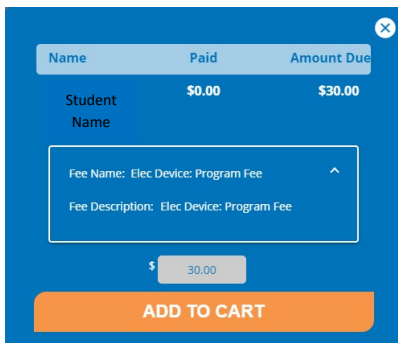 Name Paid Amount Due
Student $0.00 $30.00
Name
Fee Name: Elec Device: Program Fee
Fee Description: Elec Device: Program Fee
$ 30.00
ADD TO CART